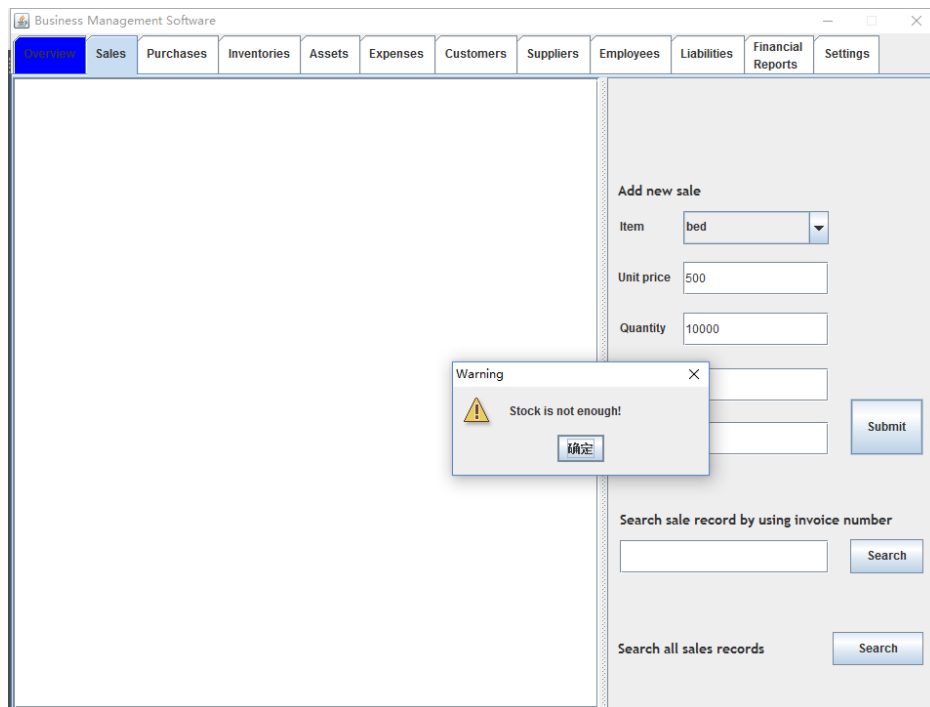 Business Management Software
Overview Sales Purchases Inventories Assets Expenses Customers Suppliers Employees Liabilities Financial Reports Settings
Add new sale
Item bed
Unit price 500
Quantity 10000
Warning
Stock is not enough!
确定
Submit
Search sale record by using invoice number
Search
Search all sales records Search